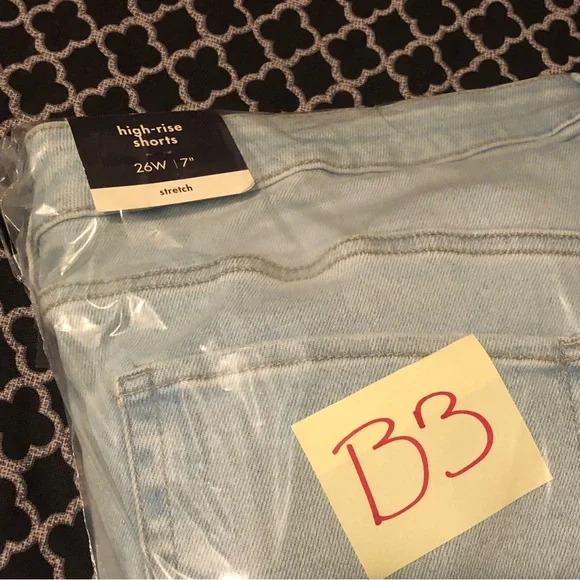 high-rise
shorts
26W | 7"
stretch
B3